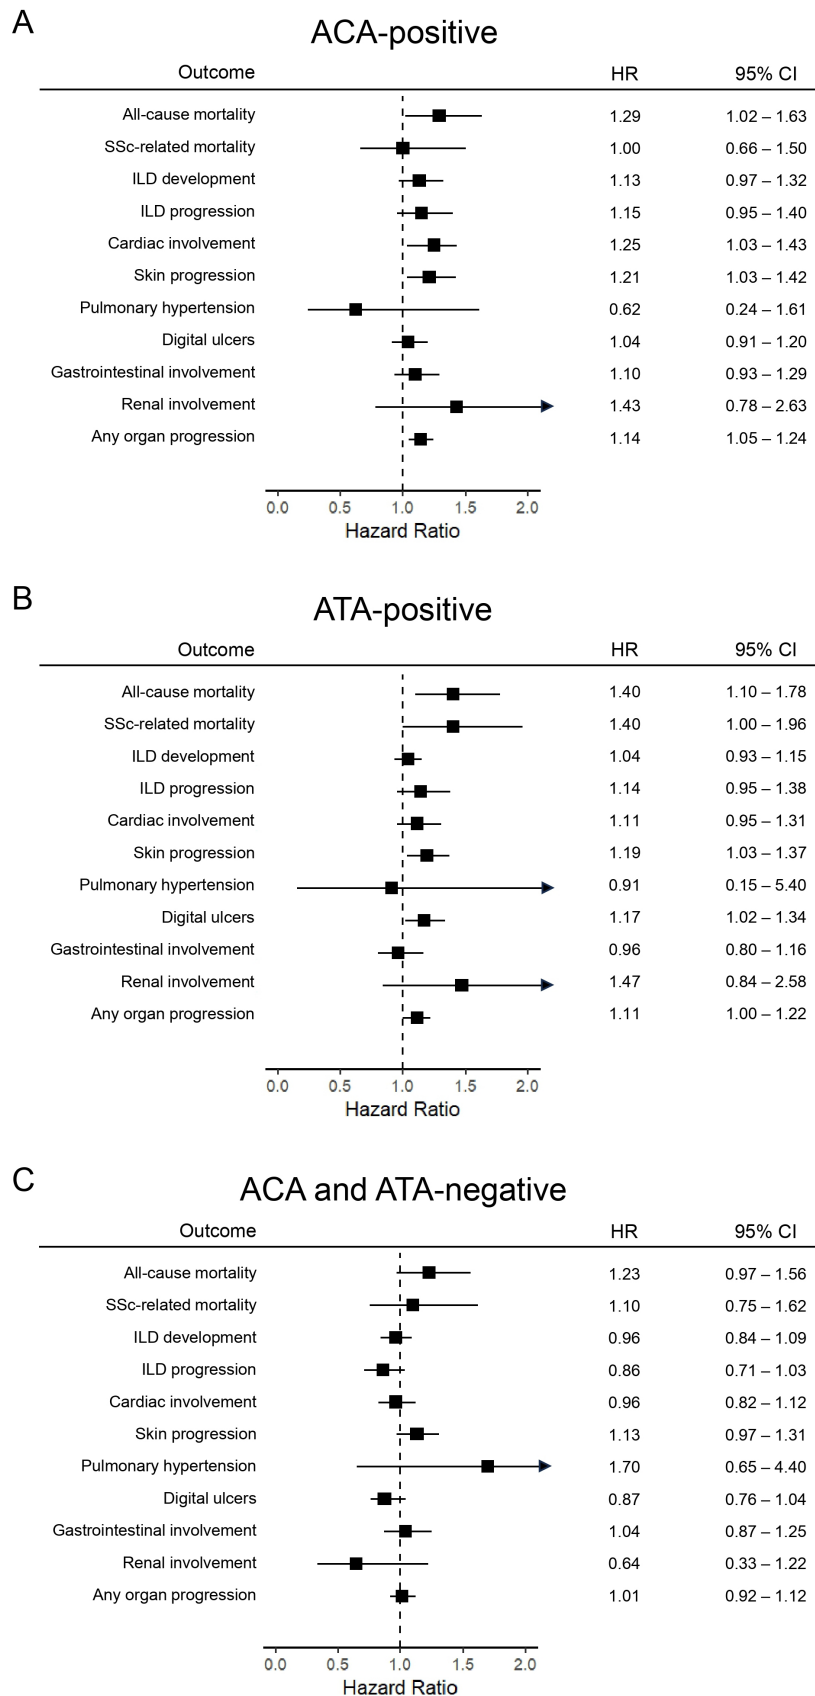 A
ACA-positive
Outcome HR 95% CI
All-cause mortality 1.29 1.02 – 1.63
SSc-related mortality 1.00 0.66 – 1.50
ILD development 1.13 0.97 – 1.32
ILD progression 1.15 0.95 – 1.40
Cardiac involvement 1.25 1.03 – 1.43
Skin progression 1.21 1.03 – 1.42
Pulmonary hypertension 0.62 0.24 – 1.61
Digital ulcers 1.04 0.91 – 1.20
Gastrointestinal involvement 1.10 0.93 – 1.29
Renal involvement 1.43 0.78 – 2.63
Any organ progression 1.14 1.05 – 1.24
0.0 0.5 1.0 1.5 2.0
Hazard Ratio
B
ATA-positive
Outcome HR 95% CI
All-cause mortality 1.40 1.10 – 1.78
SSc-related mortality 1.40 1.00 – 1.96
ILD development 1.04 0.93 – 1.15
ILD progression 1.14 0.95 – 1.38
Cardiac involvement 1.11 0.95 – 1.31
Skin progression 1.19 1.03 – 1.37
Pulmonary hypertension 0.91 0.15 – 5.40
Digital ulcers 1.17 1.02 – 1.34
Gastrointestinal involvement 0.96 0.80 – 1.16
Renal involvement 1.47 0.84 – 2.58
Any organ progression 1.11 1.00 – 1.22
0.0 0.5 1.0 1.5 2.0
Hazard Ratio
C
ACA and ATA-negative
Outcome HR 95% CI
All-cause mortality 1.23 0.97 – 1.56
SSc-related mortality 1.10 0.75 – 1.62
ILD development 0.96 0.84 – 1.09
ILD progression 0.86 0.71 – 1.03
Cardiac involvement 0.96 0.82 – 1.12
Skin progression 1.13 0.97 – 1.31
Pulmonary hypertension 1.70 0.65 – 4.40
Digital ulcers 0.87 0.76 – 1.04
Gastrointestinal involvement 1.04 0.87 – 1.25
Renal involvement 0.64 0.33 – 1.22
Any organ progression 1.01 0.92 – 1.12
0.0 0.5 1.0 1.5 2.0
Hazard Ratio